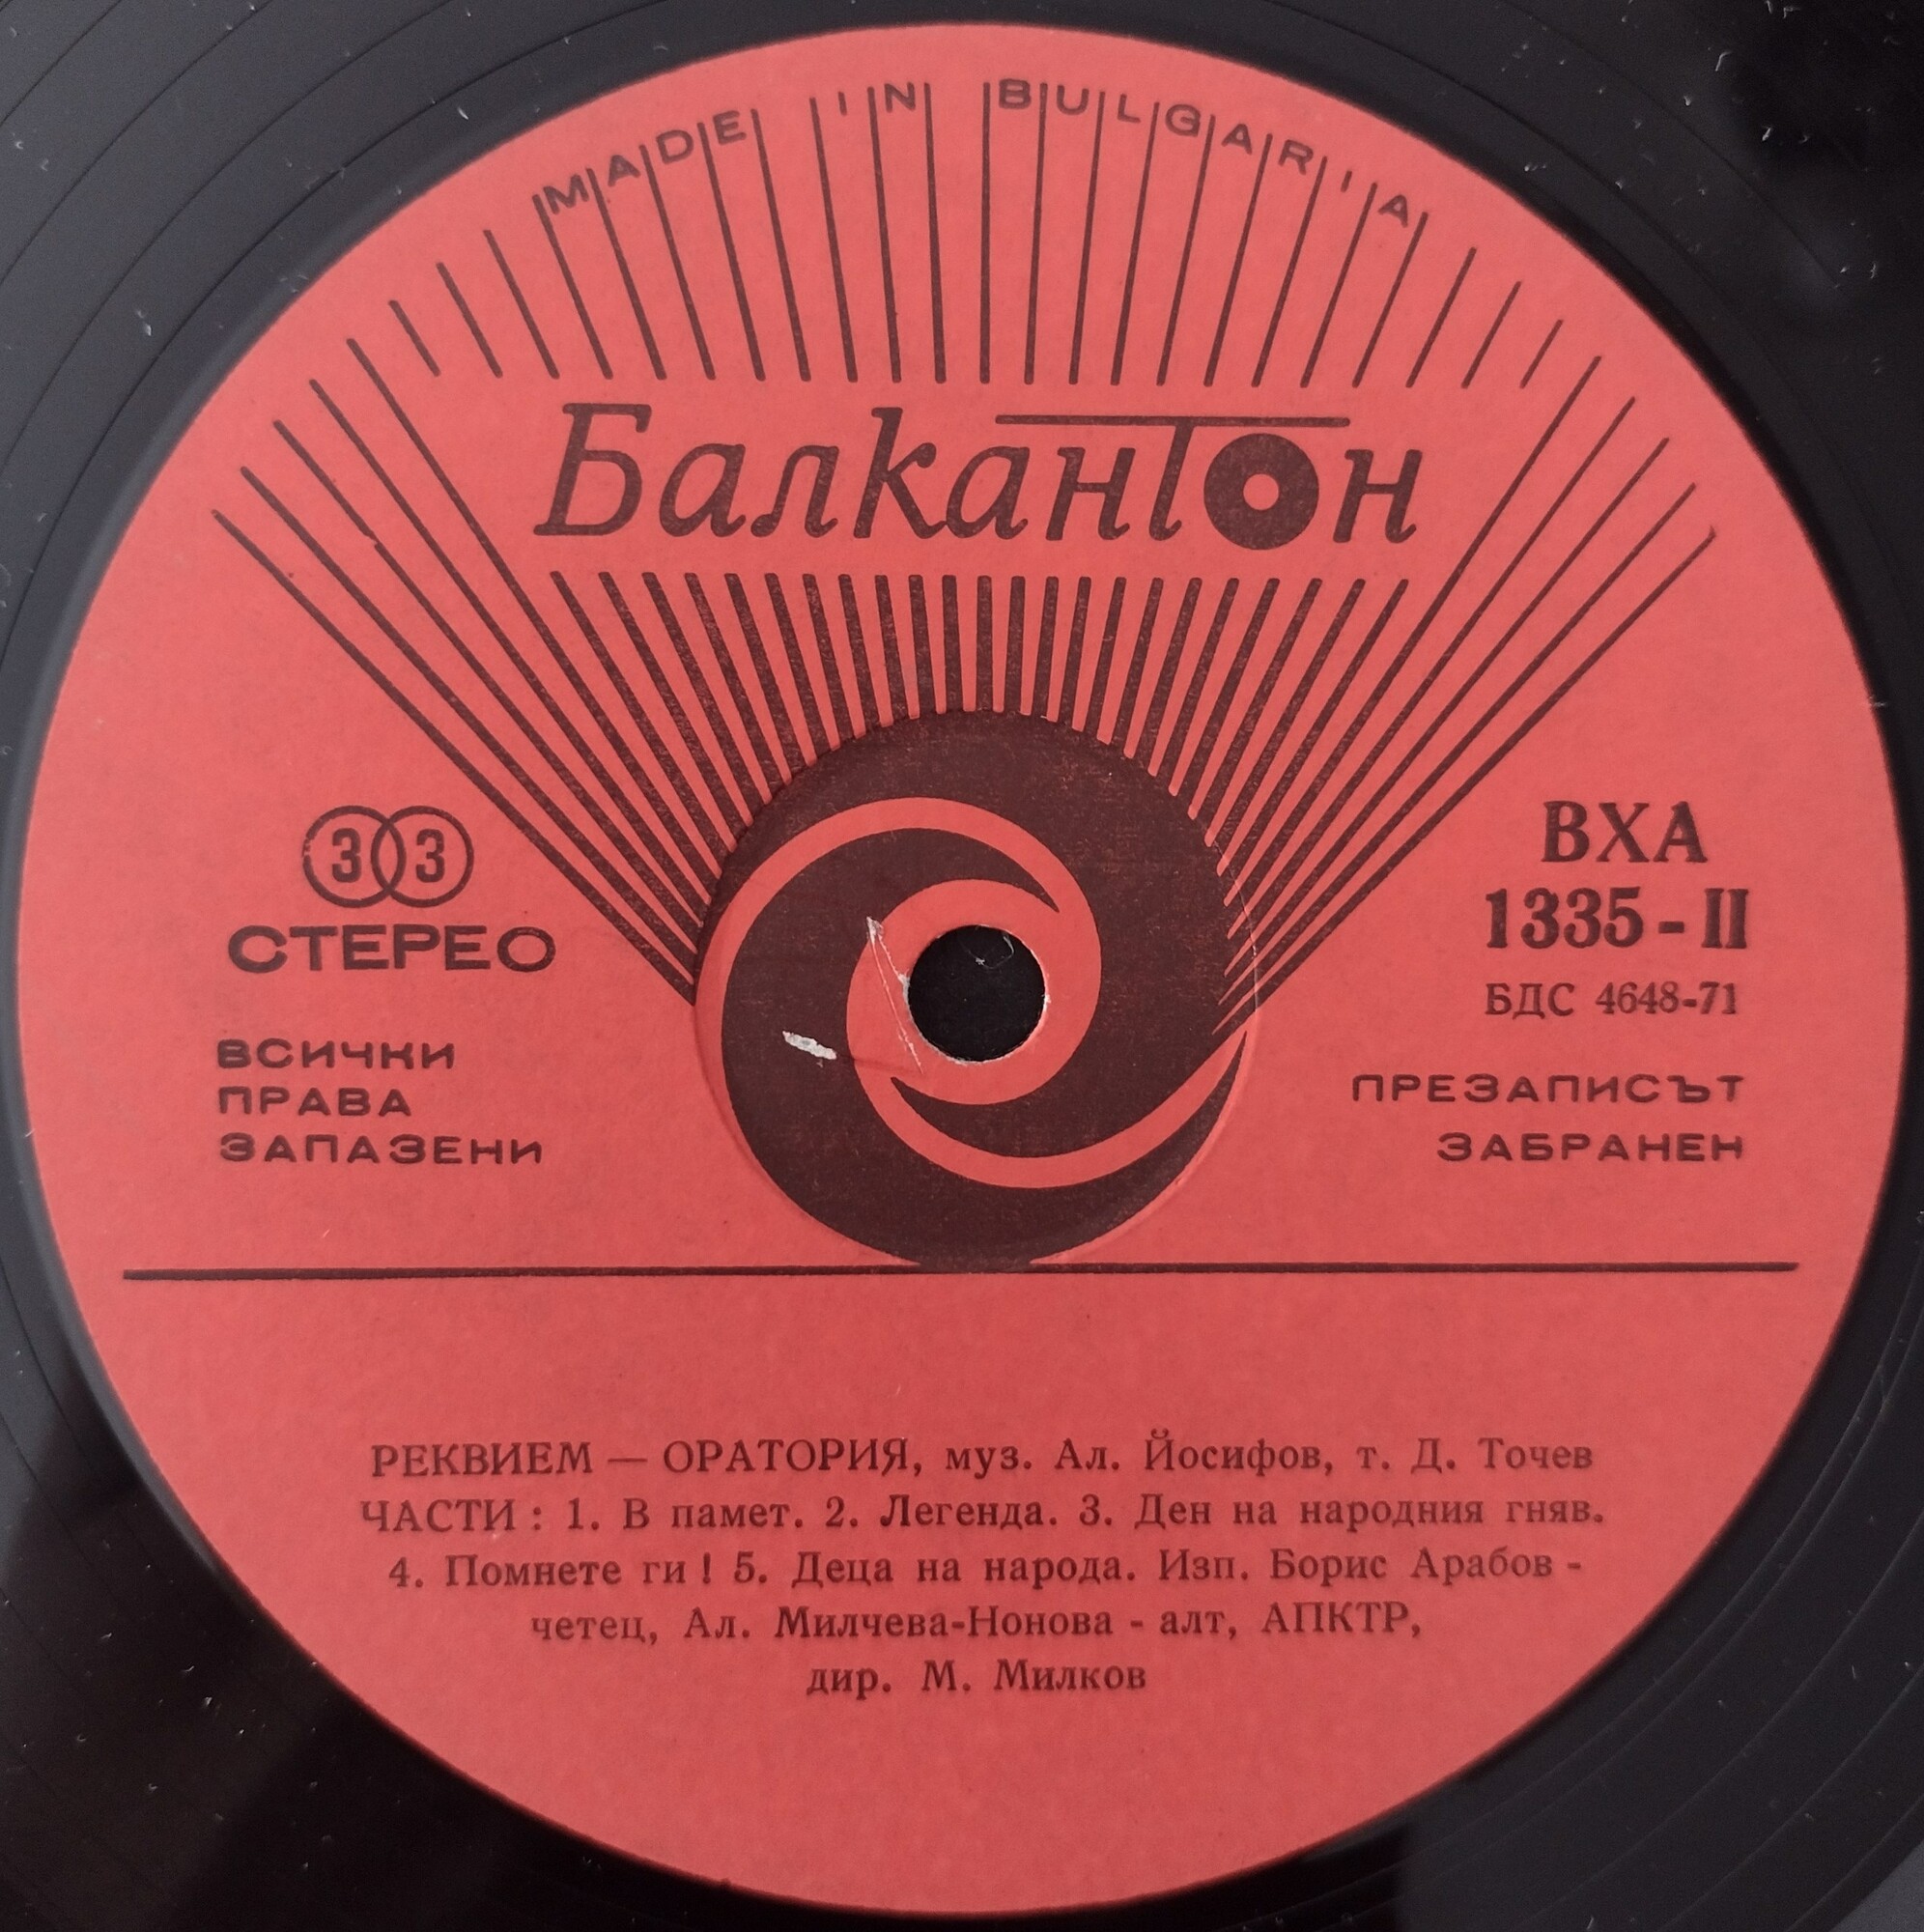 MADE IN BULGARIA
Балкантон
33
СТЕРЕО
ВСИЧКИ
ПРАВА
ЗАПАЗЕНИ
ВХА
1335-II
БДС 4648-71
ПРЕЗАПИСЪТ
ЗАБРАНЕН
РЕКВИЕМ — ОРАТОРИЯ, муз. Ал. Йосифов, т. Д. Точев
ЧАСТИ : 1. В памет. 2. Легенда. 3. Ден на народния гняв.
4. Помнете ги ! 5. Деца на народа. Изп. Борис Арабов -
четец, Ал. Милчева-Нонова - алт, АПКТР,
дир. М. Милков